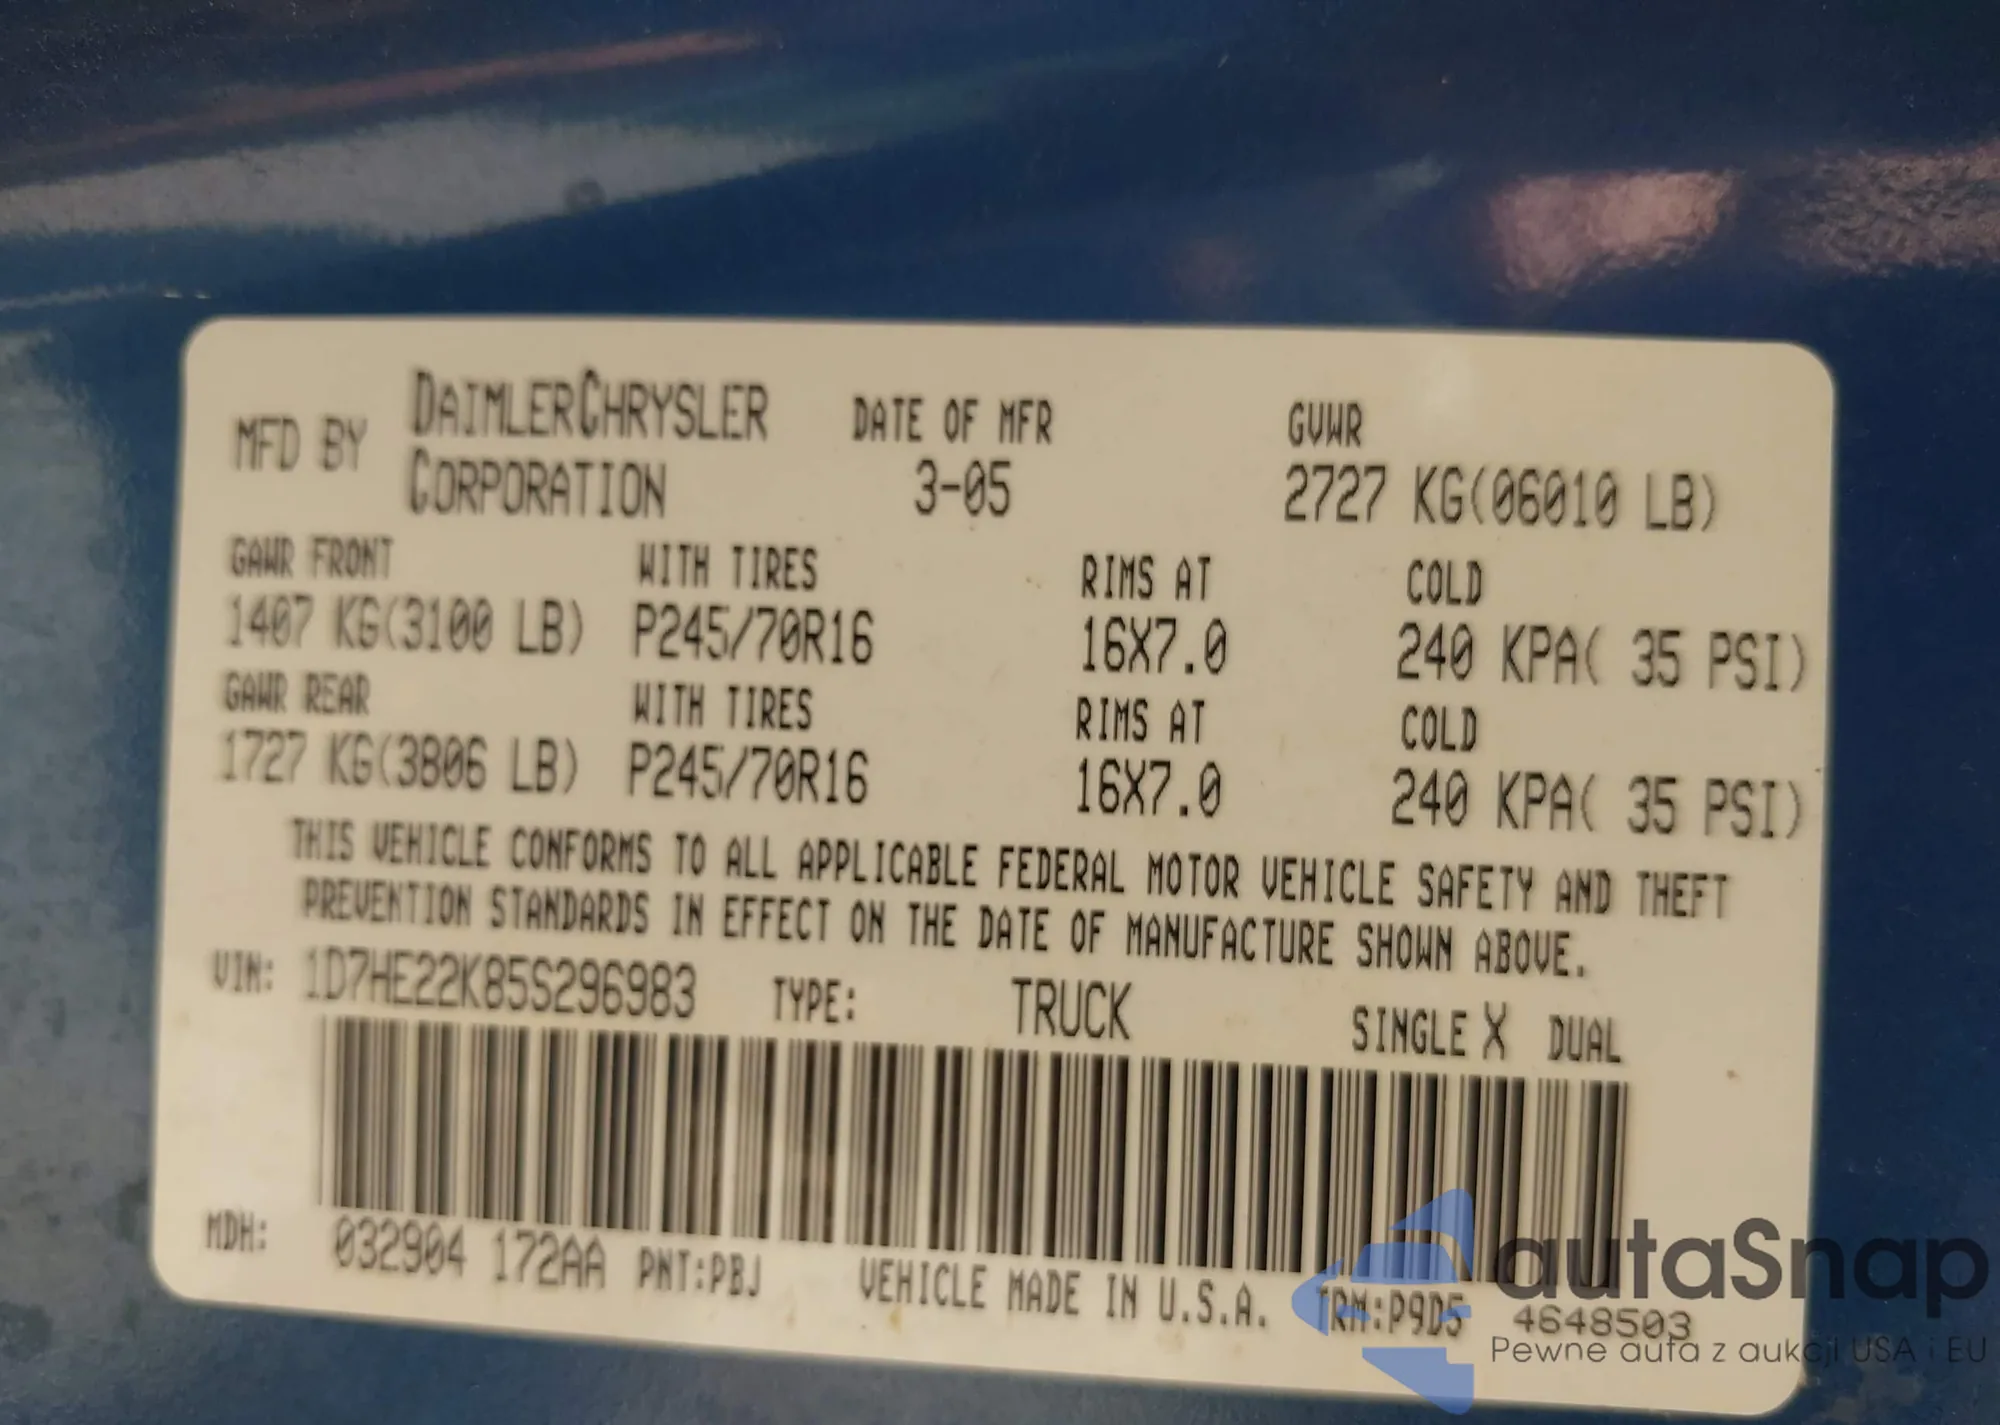 MFD BY DAIMLERCHRYSLER CORPORATION DATE OF MFR 3-05 GVWR 2727 KG(06010 LB)
GAWR FRONT WITH TIRES RIMS AT COLD
1407 KG(3100 LB) P245/70R16 16X7.0 240 KPA( 35 PSI)
GAWR REAR WITH TIRES RIMS AT COLD
1727 KG(3806 LB) P245/70R16 16X7.0 240 KPA( 35 PSI)
THIS VEHICLE CONFORMS TO ALL APPLICABLE FEDERAL MOTOR VEHICLE SAFETY AND THEFT
PREVENTION STANDARDS IN EFFECT ON THE DATE OF MANUFACTURE SHOWN ABOVE.
VIN: 1D7HE22K85S296983 TYPE: TRUCK SINGLE X DUAL
MDH: 032904 172AA PNT:PBJ VEHICLE MADE IN U.S.A. TRM:P9D5 4648503
autaSnap
Pewne auta z aukcji USA i EU